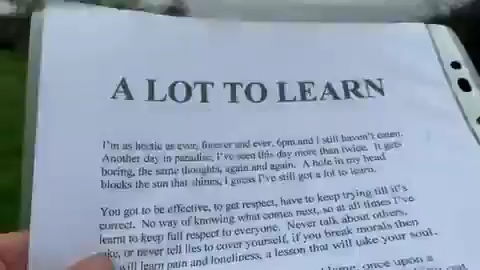 A LOT TO LEARN
I'm as hectic as ever, forever and ever, 6pm and I still haven't eaten.
Another day in paradise, I've seen this day more than twice. It gets
boring, the same thoughts, again and again. A hole in my head
blocks the sun that shines, I guess I've still got a lot to learn.
You got to be effective, to get respect, have to keep trying till it's
correct. No way of knowing what comes next, so at all times I've
learnt to keep full respect to everyone. Never talk about others,
or never tell lies to cover yourself, if you break morals then
will learn pain and loneliness, a lesson that will take your soul.
home, once upon a